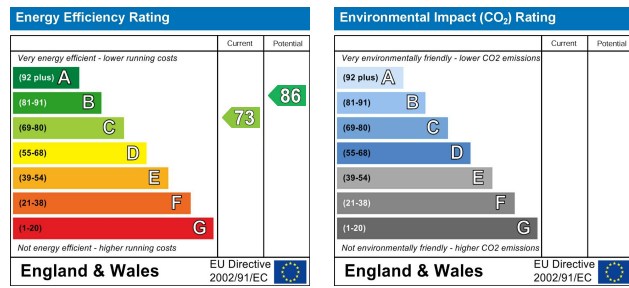 Energy Efficiency Rating
Current Potential
Very energy efficient - lower running costs
(92 plus) A
(81-91) B
(69-80) C
(55-68) D
(39-54) E
(21-38) F
(1-20) G
73
86
Not energy efficient - higher running costs
England & Wales
EU Directive
2002/91/EC
Environmental Impact (CO₂) Rating
Current Potential
Very environmentally friendly - lower CO2 emissions
(92 plus) A
(81-91) B
(69-80) C
(55-68) D
(39-54) E
(21-38) F
(1-20) G
Not environmentally friendly - higher CO2 emissions
England & Wales
EU Directive
2002/91/EC